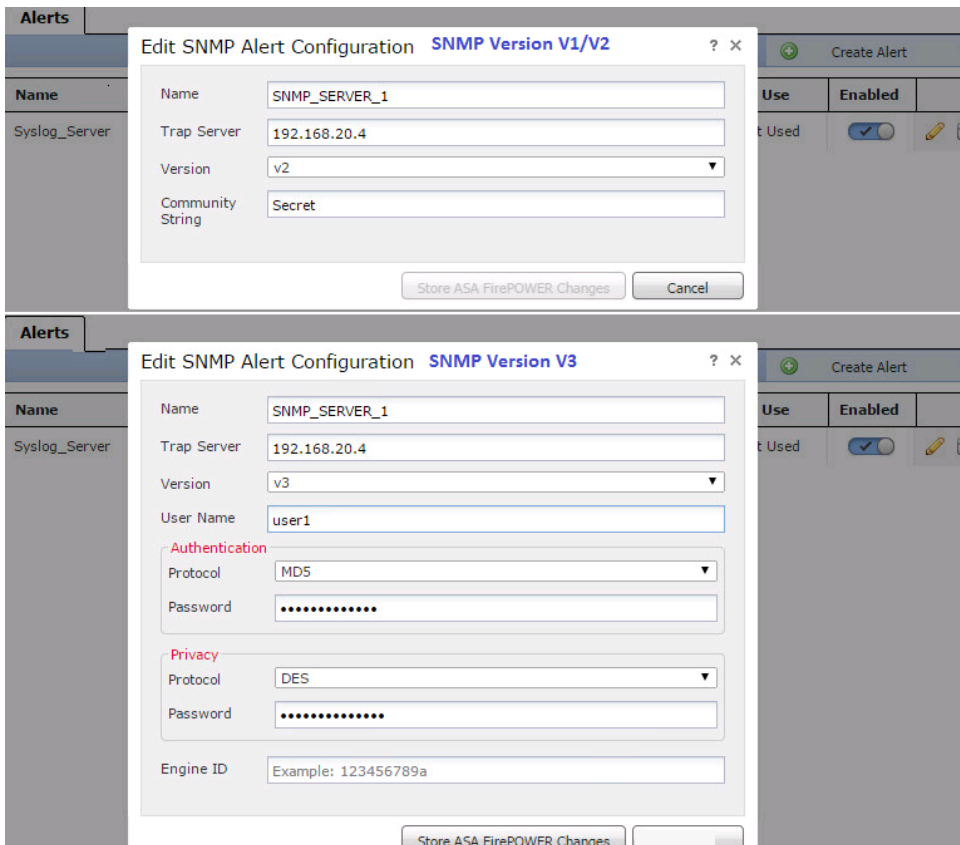 Alerts
Edit SNMP Alert Configuration SNMP Version V1/V2 ? ×
Create Alert
Name
Use Enabled
Syslog_Server
t Used
Name SNMP_SERVER_1
Trap Server 192.168.20.4
Version v2
Community String Secret
Store ASA FirePOWER Changes Cancel
Alerts
Edit SNMP Alert Configuration SNMP Version V3 ? ×
Create Alert
Name
Use Enabled
Syslog_Server
t Used
Name SNMP_SERVER_1
Trap Server 192.168.20.4
Version v3
User Name user1
Authentication
Protocol MD5
Password •••••••••••••
Privacy
Protocol DES
Password ••••••••••••••
Engine ID Example: 123456789a
Store ASA FirePOWER Changes